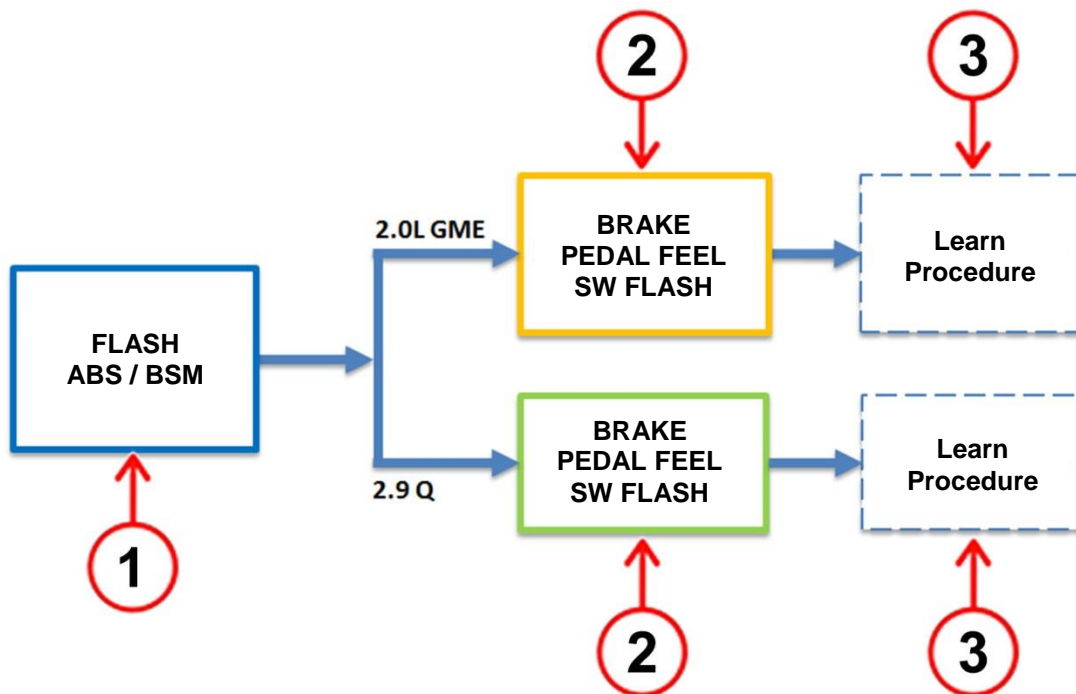 2
3
2.0L GME
BRAKE
PEDAL FEEL
SW FLASH
Learn
Procedure
FLASH
ABS / BSM
BRAKE
PEDAL FEEL
SW FLASH
Learn
Procedure
2.9 Q
1
2
3